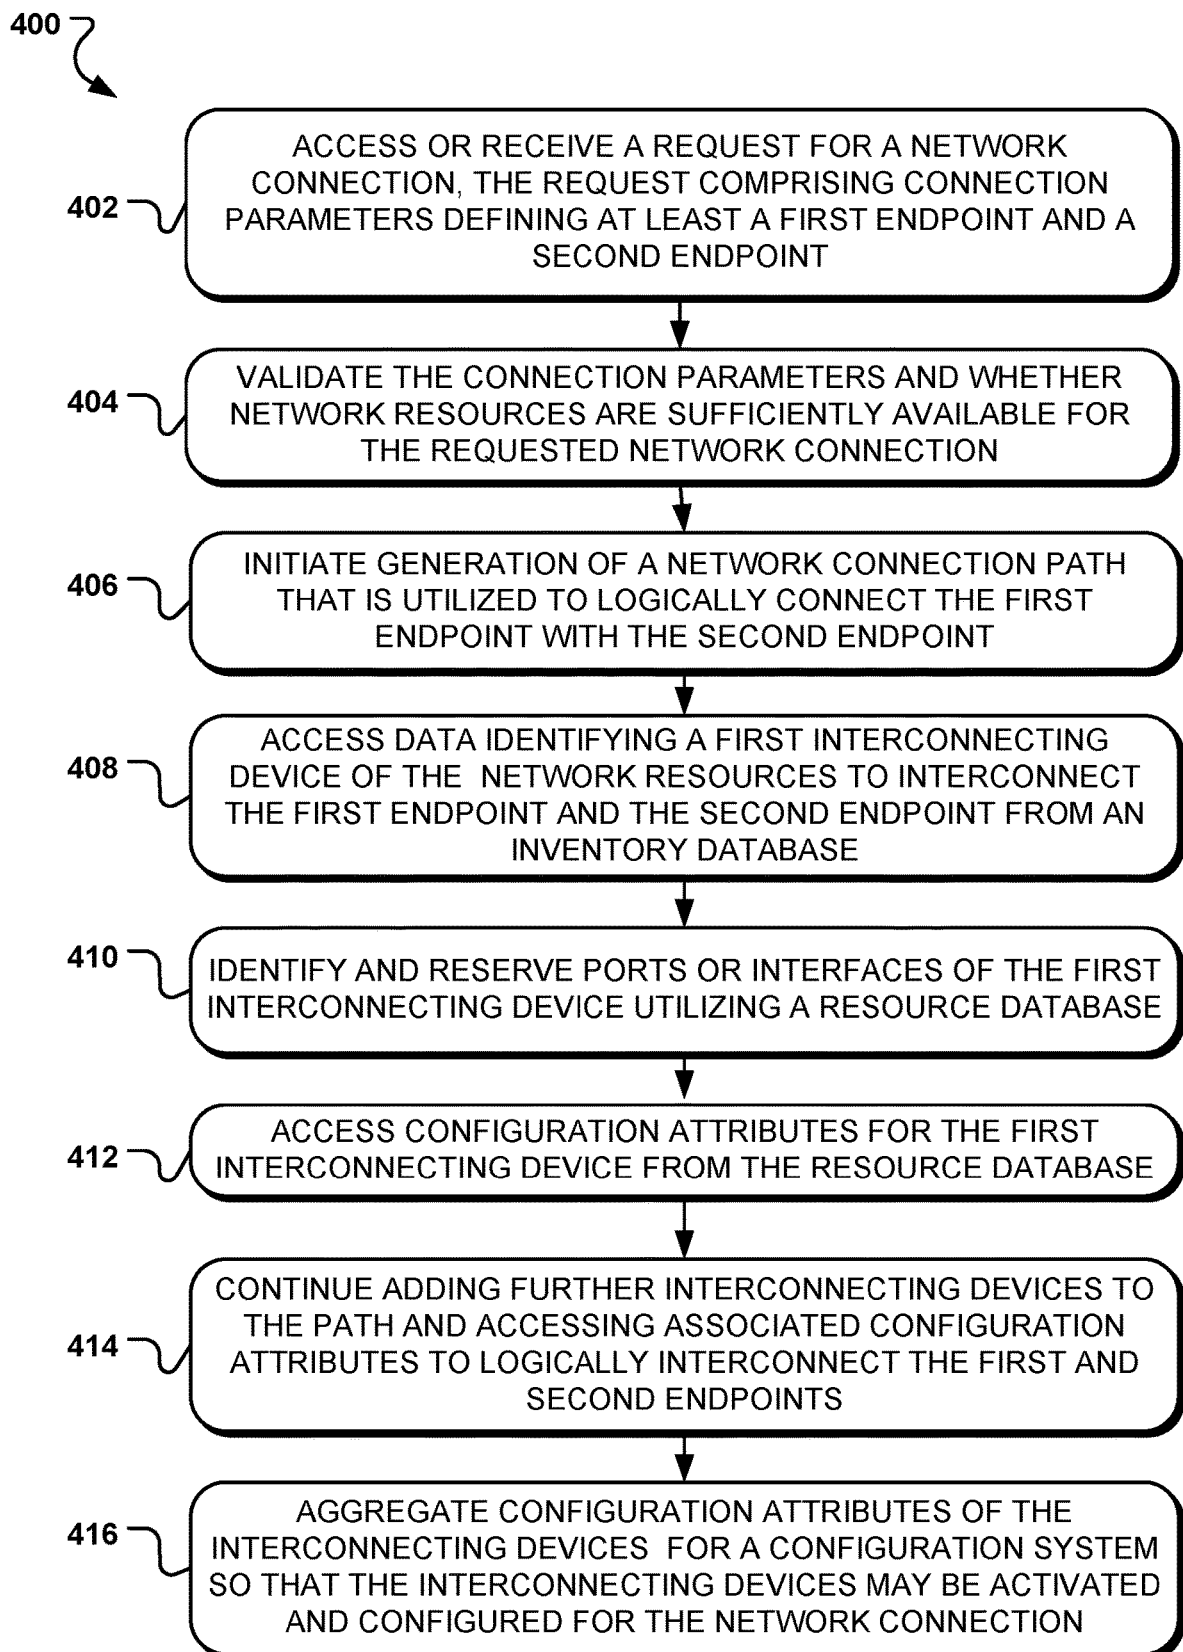 400
402
ACCESS OR RECEIVE A REQUEST FOR A NETWORK
CONNECTION, THE REQUEST COMPRISING CONNECTION
PARAMETERS DEFINING AT LEAST A FIRST ENDPOINT AND A
SECOND ENDPOINT
404
VALIDATE THE CONNECTION PARAMETERS AND WHETHER
NETWORK RESOURCES ARE SUFFICIENTLY AVAILABLE FOR
THE REQUESTED NETWORK CONNECTION
406
INITIATE GENERATION OF A NETWORK CONNECTION PATH
THAT IS UTILIZED TO LOGICALLY CONNECT THE FIRST
ENDPOINT WITH THE SECOND ENDPOINT
408
ACCESS DATA IDENTIFYING A FIRST INTERCONNECTING
DEVICE OF THE NETWORK RESOURCES TO INTERCONNECT
THE FIRST ENDPOINT AND THE SECOND ENDPOINT FROM AN
INVENTORY DATABASE
410
IDENTIFY AND RESERVE PORTS OR INTERFACES OF THE FIRST
INTERCONNECTING DEVICE UTILIZING A RESOURCE DATABASE
412
ACCESS CONFIGURATION ATTRIBUTES FOR THE FIRST
INTERCONNECTING DEVICE FROM THE RESOURCE DATABASE
414
CONTINUE ADDING FURTHER INTERCONNECTING DEVICES TO
THE PATH AND ACCESSING ASSOCIATED CONFIGURATION
ATTRIBUTES TO LOGICALLY INTERCONNECT THE FIRST AND
SECOND ENDPOINTS
416
AGGREGATE CONFIGURATION ATTRIBUTES OF THE
INTERCONNECTING DEVICES FOR A CONFIGURATION SYSTEM
SO THAT THE INTERCONNECTING DEVICES MAY BE ACTIVATED
AND CONFIGURED FOR THE NETWORK CONNECTION